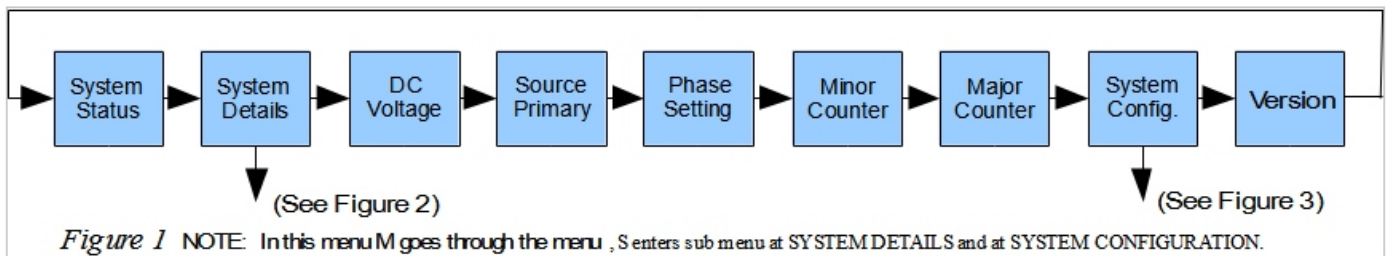 System Status
System Details
DC Voltage
Source Primary
Phase Setting
Minor Counter
Major Counter
System Config.
Version
(See Figure 2)
(See Figure 3)
Figure 1 NOTE: In this menu M goes through the menu , S enters sub menu at SYSTEM DETAILS and at SYSTEM CONFIGURATION.